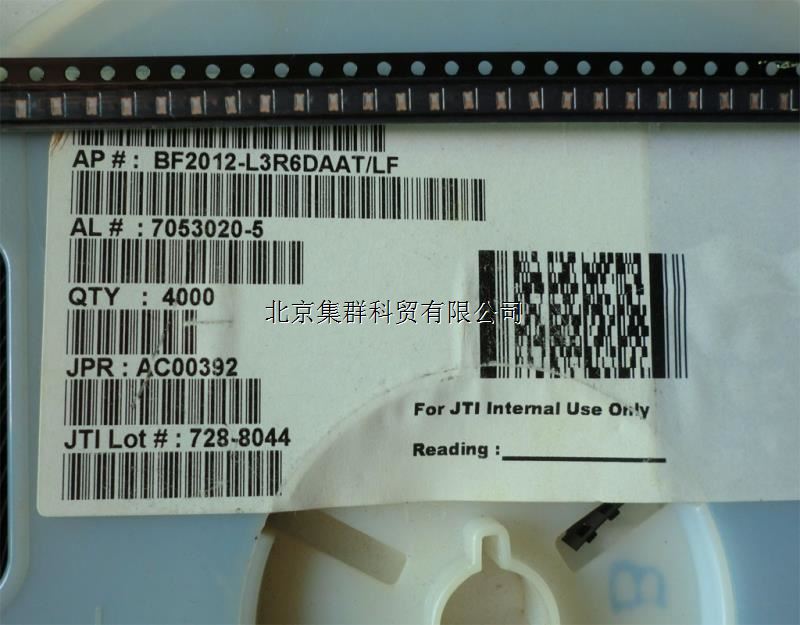 AP # : BF2012-L3R6DAAT/LF
AL # : 7053020-5
QTY : 4000
北京集群科贸有限公司
JPR : AC00392
For JTI Internal Use Only
JTI Lot # : 728-8044
Reading :
B